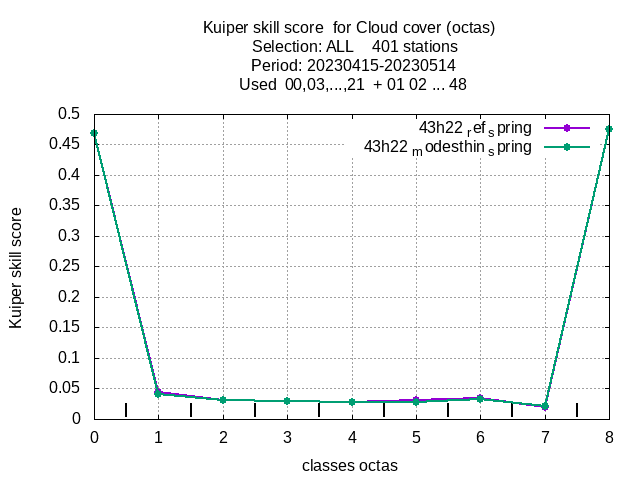 Kuiper skill score  for Cloud cover (octas)
Selection: ALL    401 stations
Period: 20230415-20230514
Used  00,03,...,21  + 01 02 ... 48
43h22 ref spring
43h22 modesthin spring
0.5
0.45
0.4
0.35
0.3
0.25
0.2
0.15
0.1
0.05
0
Kuiper skill score
0 1 2 3 4 5 6 7 8
classes octas